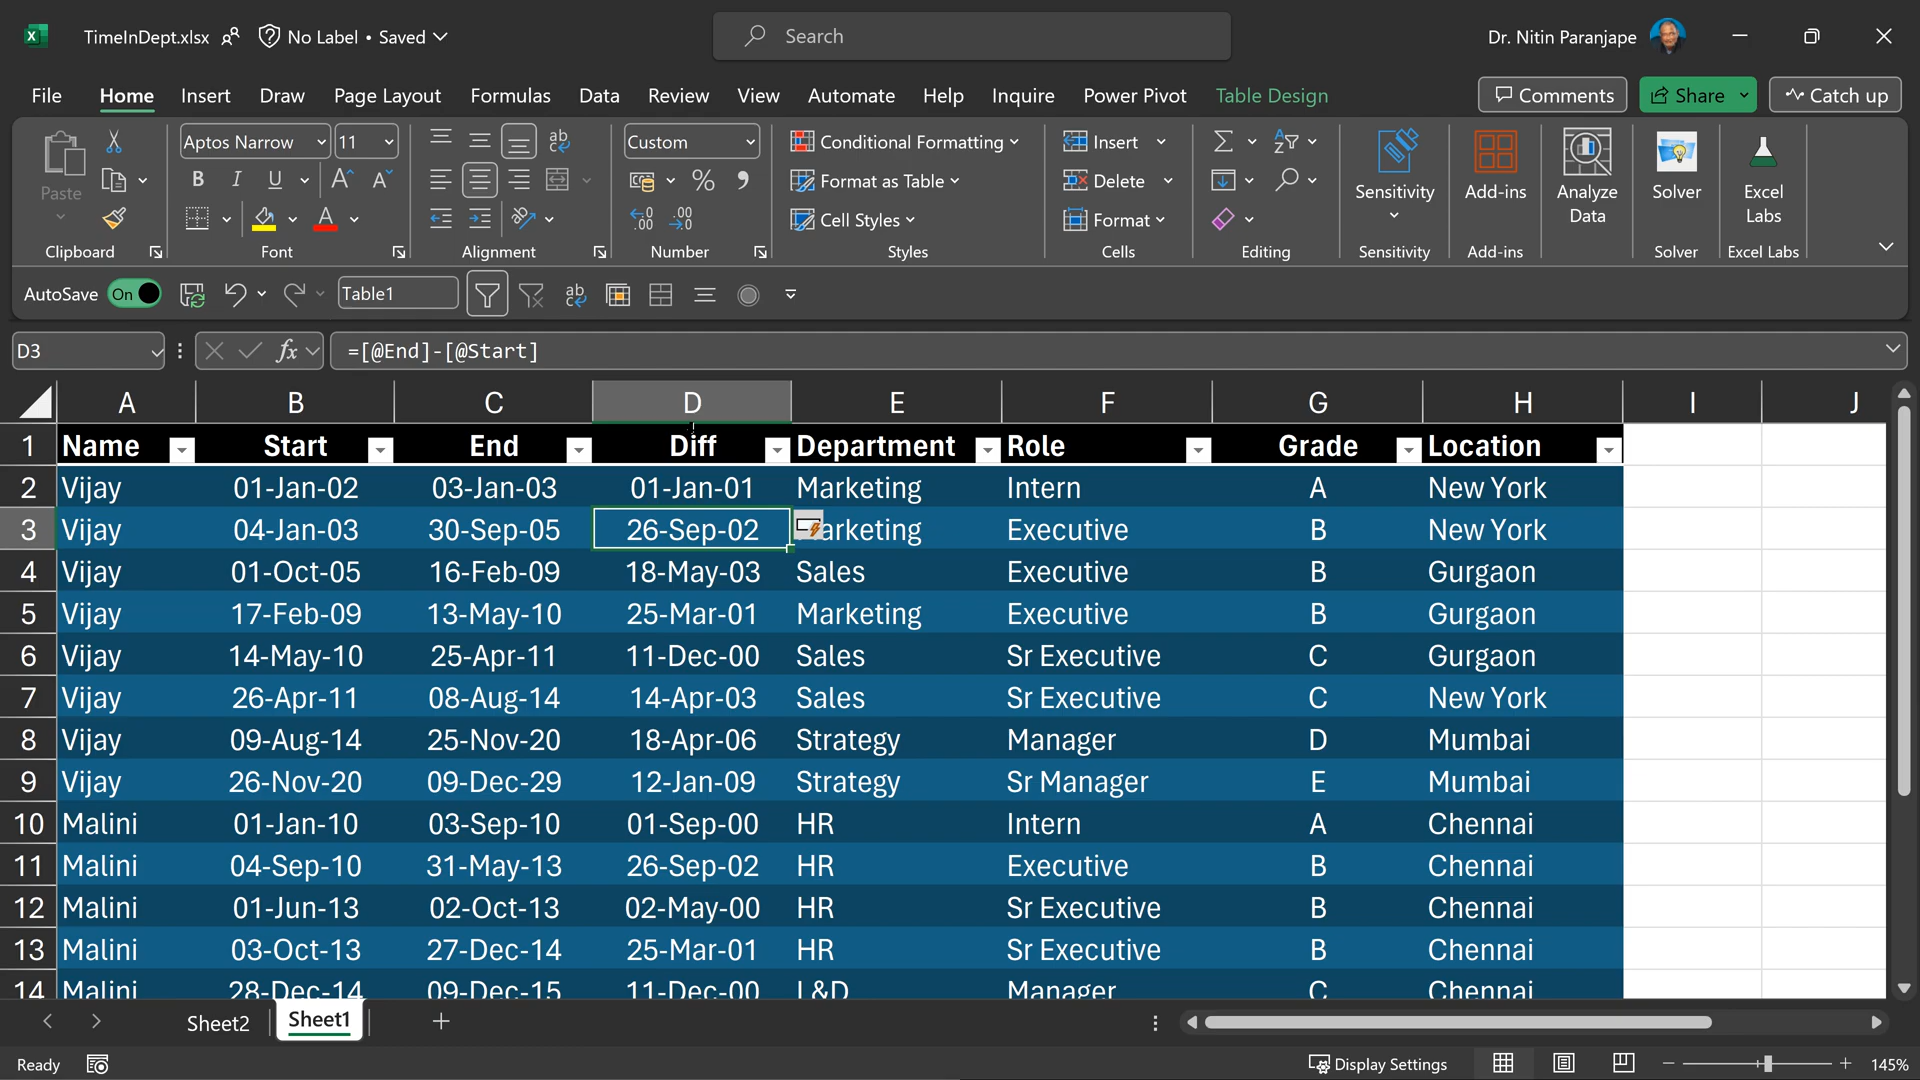 TimeInDept.xlsx No Label • Saved Search Dr. Nitin Paranjape
File Home Insert Draw Page Layout Formulas Data Review View Automate Help Inquire Power Pivot Table Design Comments Share Catch up
Paste Aptos Narrow 11 Custom Conditional Formatting Insert Sensitivity Add-ins Analyze Data Solver Excel Labs
B I U A A ab % Format as Table Delete
A Cell Styles Format
Clipboard Font Alignment Number Styles Cells Editing Sensitivity Add-ins Solver Excel Labs
AutoSave On Table1
D3 fx =[@End]-[@Start]
A B C D E F G H I J
1 Name Start End Diff Department Role Grade Location
2 Vijay 01-Jan-02 03-Jan-03 01-Jan-01 Marketing Intern A New York
3 Vijay 04-Jan-03 30-Sep-05 26-Sep-02 arketing Executive B New York
4 Vijay 01-Oct-05 16-Feb-09 18-May-03 Sales Executive B Gurgaon
5 Vijay 17-Feb-09 13-May-10 25-Mar-01 Marketing Executive B Gurgaon
6 Vijay 14-May-10 25-Apr-11 11-Dec-00 Sales Sr Executive C Gurgaon
7 Vijay 26-Apr-11 08-Aug-14 14-Apr-03 Sales Sr Executive C New York
8 Vijay 09-Aug-14 25-Nov-20 18-Apr-06 Strategy Manager D Mumbai
9 Vijay 26-Nov-20 09-Dec-29 12-Jan-09 Strategy Sr Manager E Mumbai
10 Malini 01-Jan-10 03-Sep-10 01-Sep-00 HR Intern A Chennai
11 Malini 04-Sep-10 31-May-13 26-Sep-02 HR Executive B Chennai
12 Malini 01-Jun-13 02-Oct-13 02-May-00 HR Sr Executive B Chennai
13 Malini 03-Oct-13 27-Dec-14 25-Mar-01 HR Sr Executive B Chennai
14 Malini 28-Dec-14 09-Dec-15 11-Dec-00 L&D Manager C Chennai
Sheet2 Sheet1
Ready Display Settings 145%